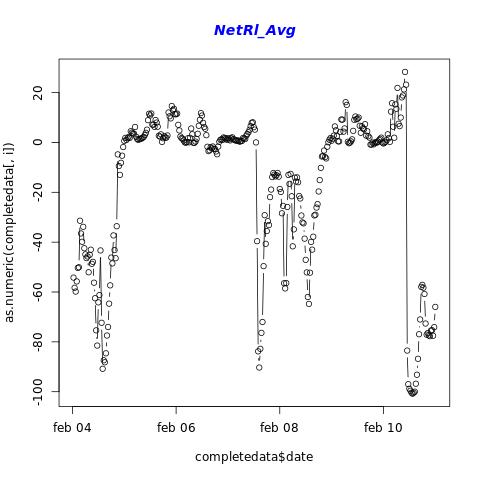 NetRl_Avg
as.numeric(completedata[, i])
20
0
-20
-40
-60
-80
-100
feb 04
feb 06
feb 08
feb 10
completedata$date